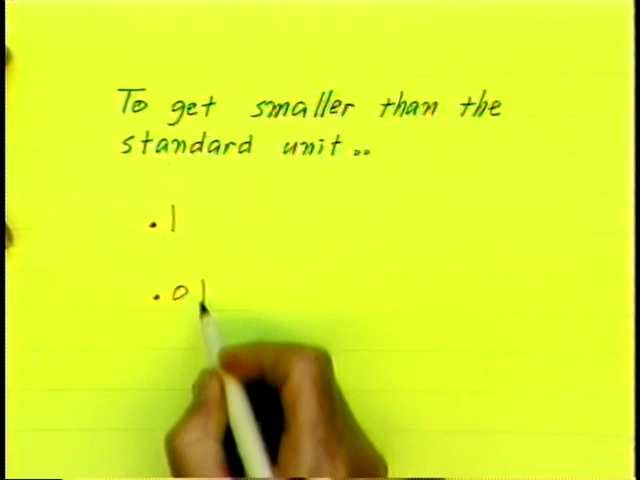 To get smaller than the
standard unit..
.1
.01